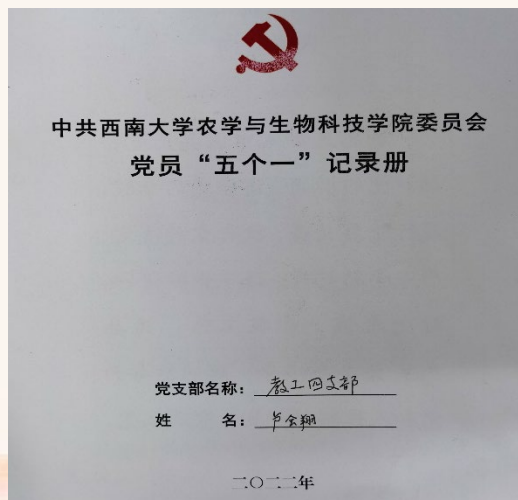 中共西南大学农学与生物科技学院委员会
党员“五个一”记录册
党支部名称：教工四支部
姓 名：卢会翔
二〇二二年